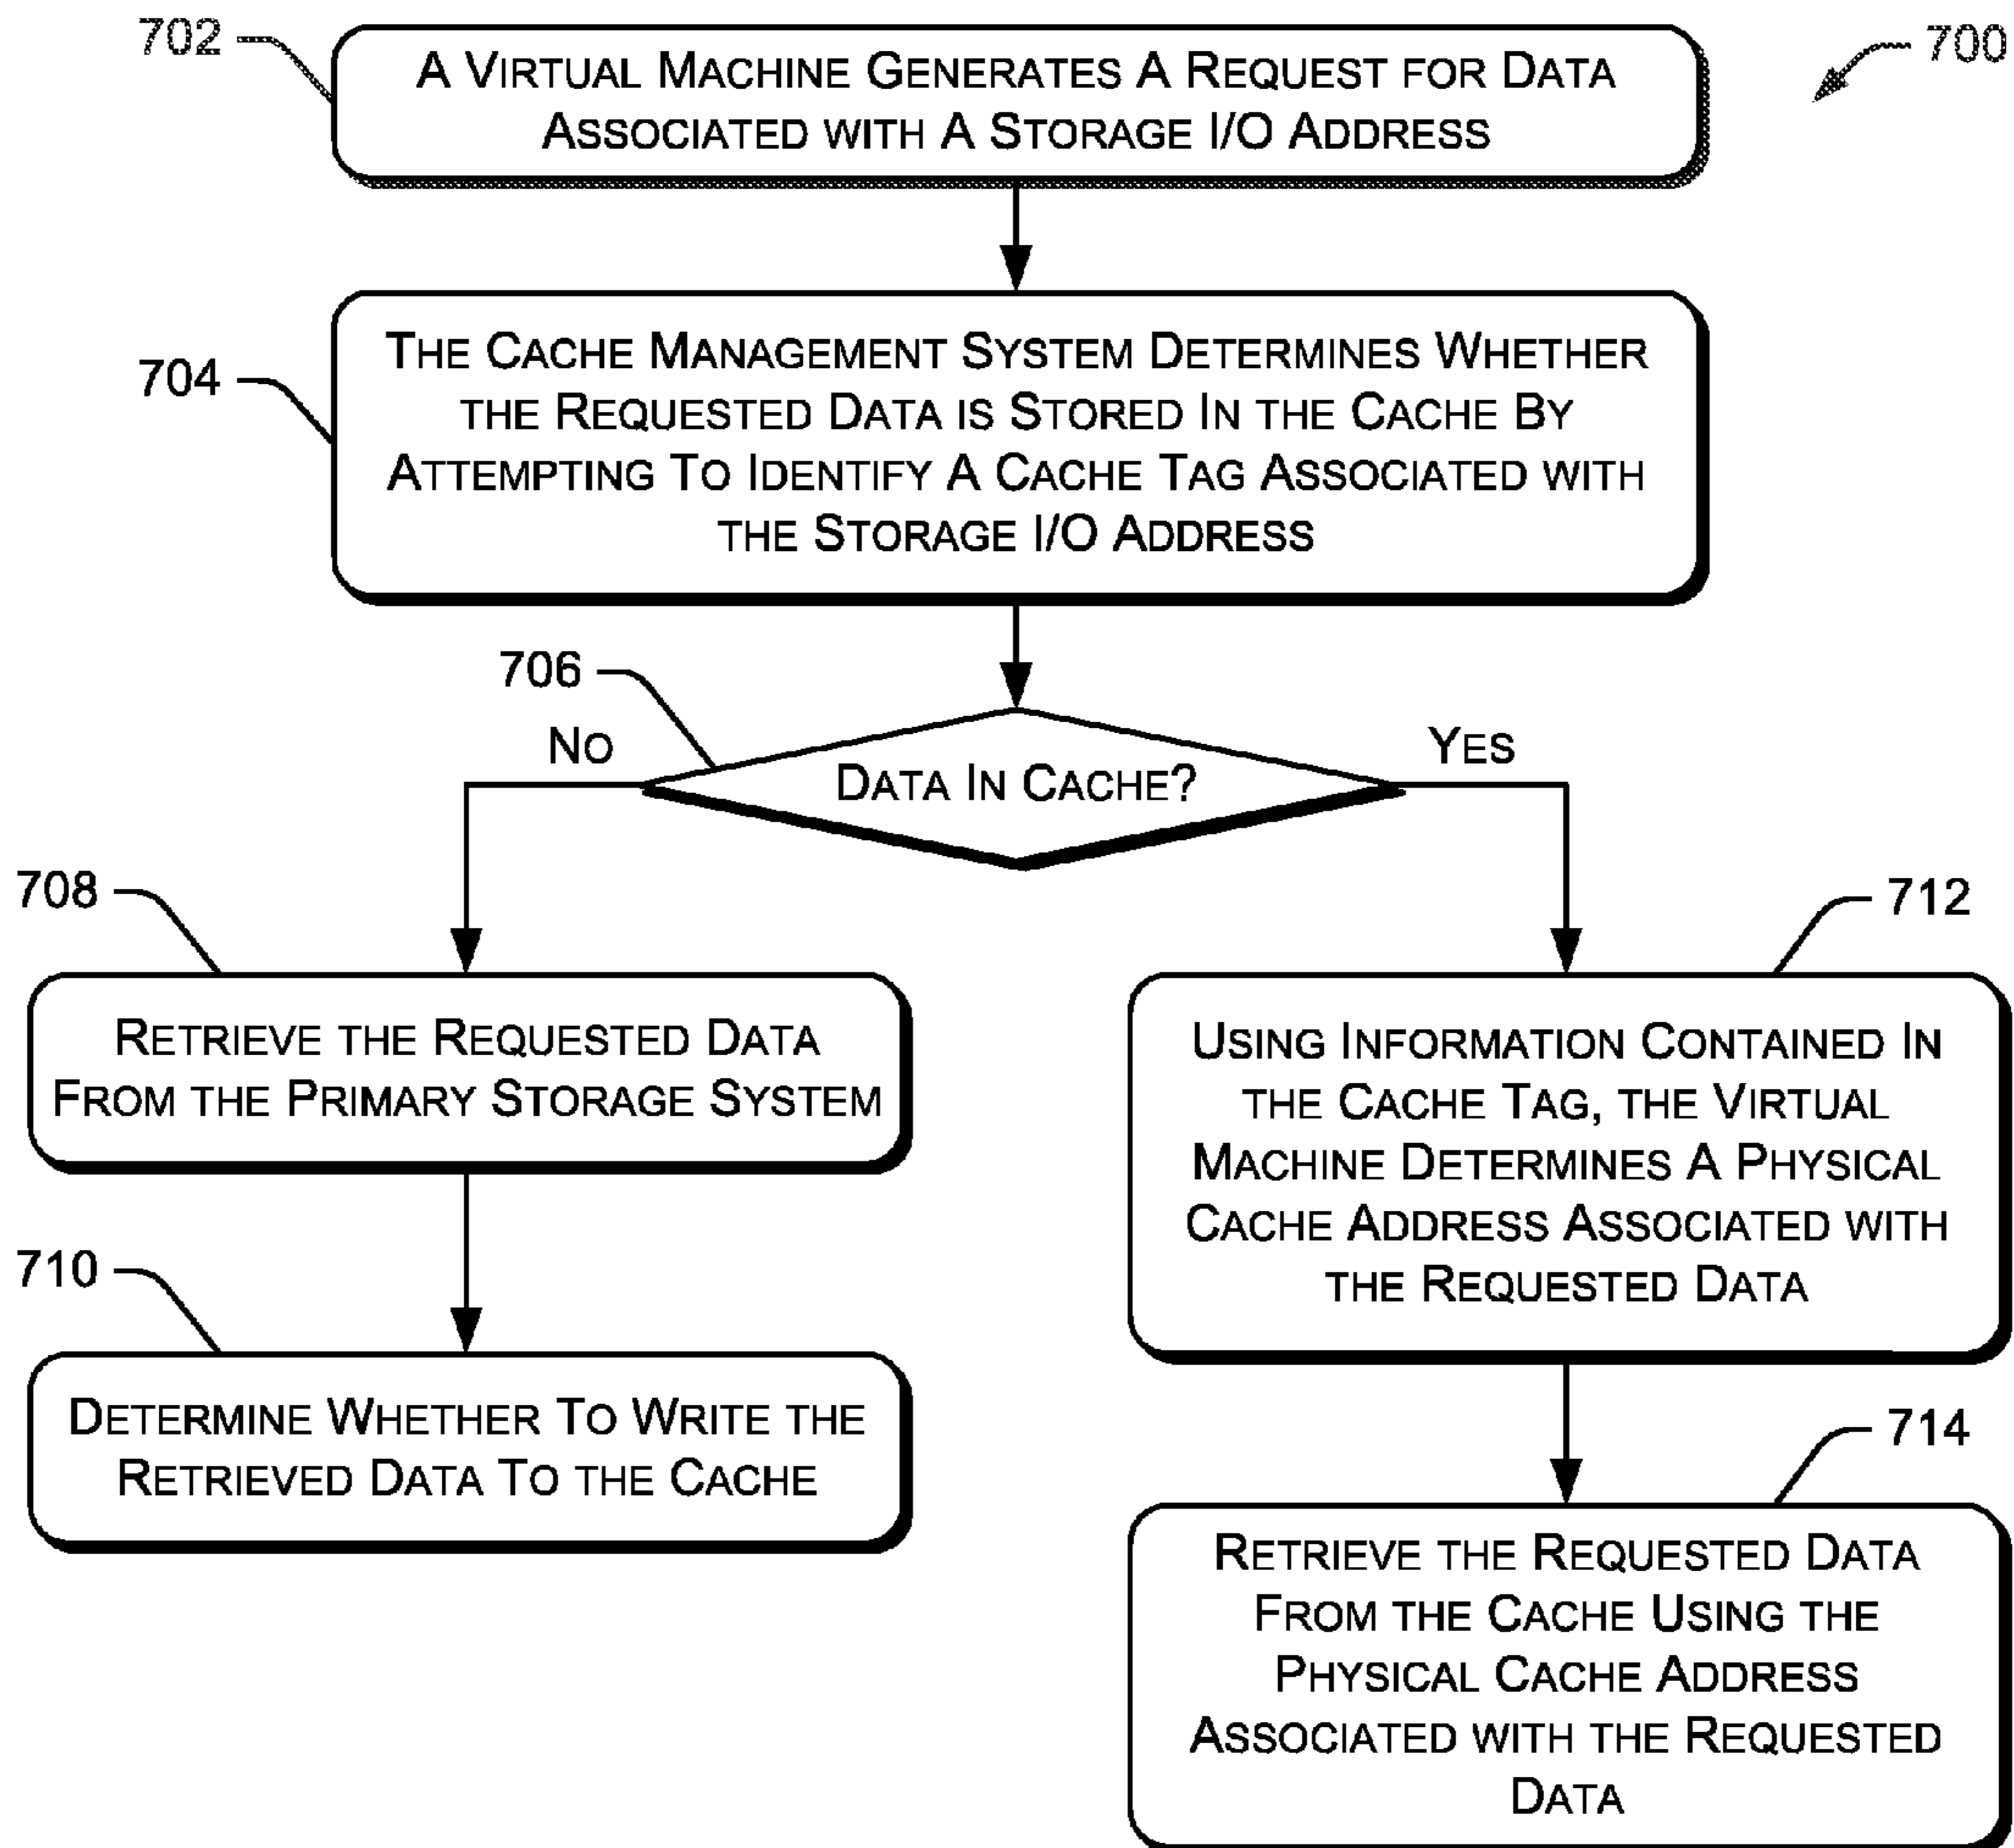 702
700
A VIRTUAL MACHINE GENERATES A REQUEST FOR DATA
ASSOCIATED WITH A STORAGE I/O ADDRESS
704
THE CACHE MANAGEMENT SYSTEM DETERMINES WHETHER
THE REQUESTED DATA IS STORED IN THE CACHE BY
ATTEMPTING TO IDENTIFY A CACHE TAG ASSOCIATED WITH
THE STORAGE I/O ADDRESS
706
NO
YES
DATA IN CACHE?
708
RETRIEVE THE REQUESTED DATA
FROM THE PRIMARY STORAGE SYSTEM
710
DETERMINE WHETHER TO WRITE THE
RETRIEVED DATA TO THE CACHE
712
USING INFORMATION CONTAINED IN
THE CACHE TAG, THE VIRTUAL
MACHINE DETERMINES A PHYSICAL
CACHE ADDRESS ASSOCIATED WITH
THE REQUESTED DATA
714
RETRIEVE THE REQUESTED DATA
FROM THE CACHE USING THE
PHYSICAL CACHE ADDRESS
ASSOCIATED WITH THE REQUESTED
DATA